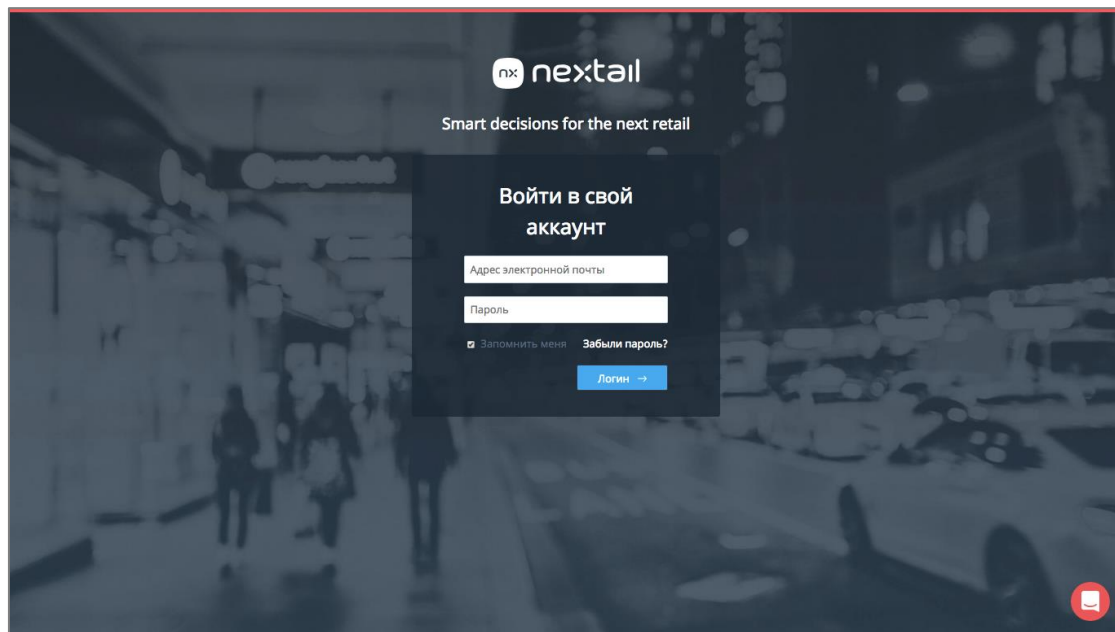 nx nextail
Smart decisions for the next retail
Войти в свой
аккаунт
Адрес электронной почты
Пароль
Запомнить меня Забыли пароль?
Логин →